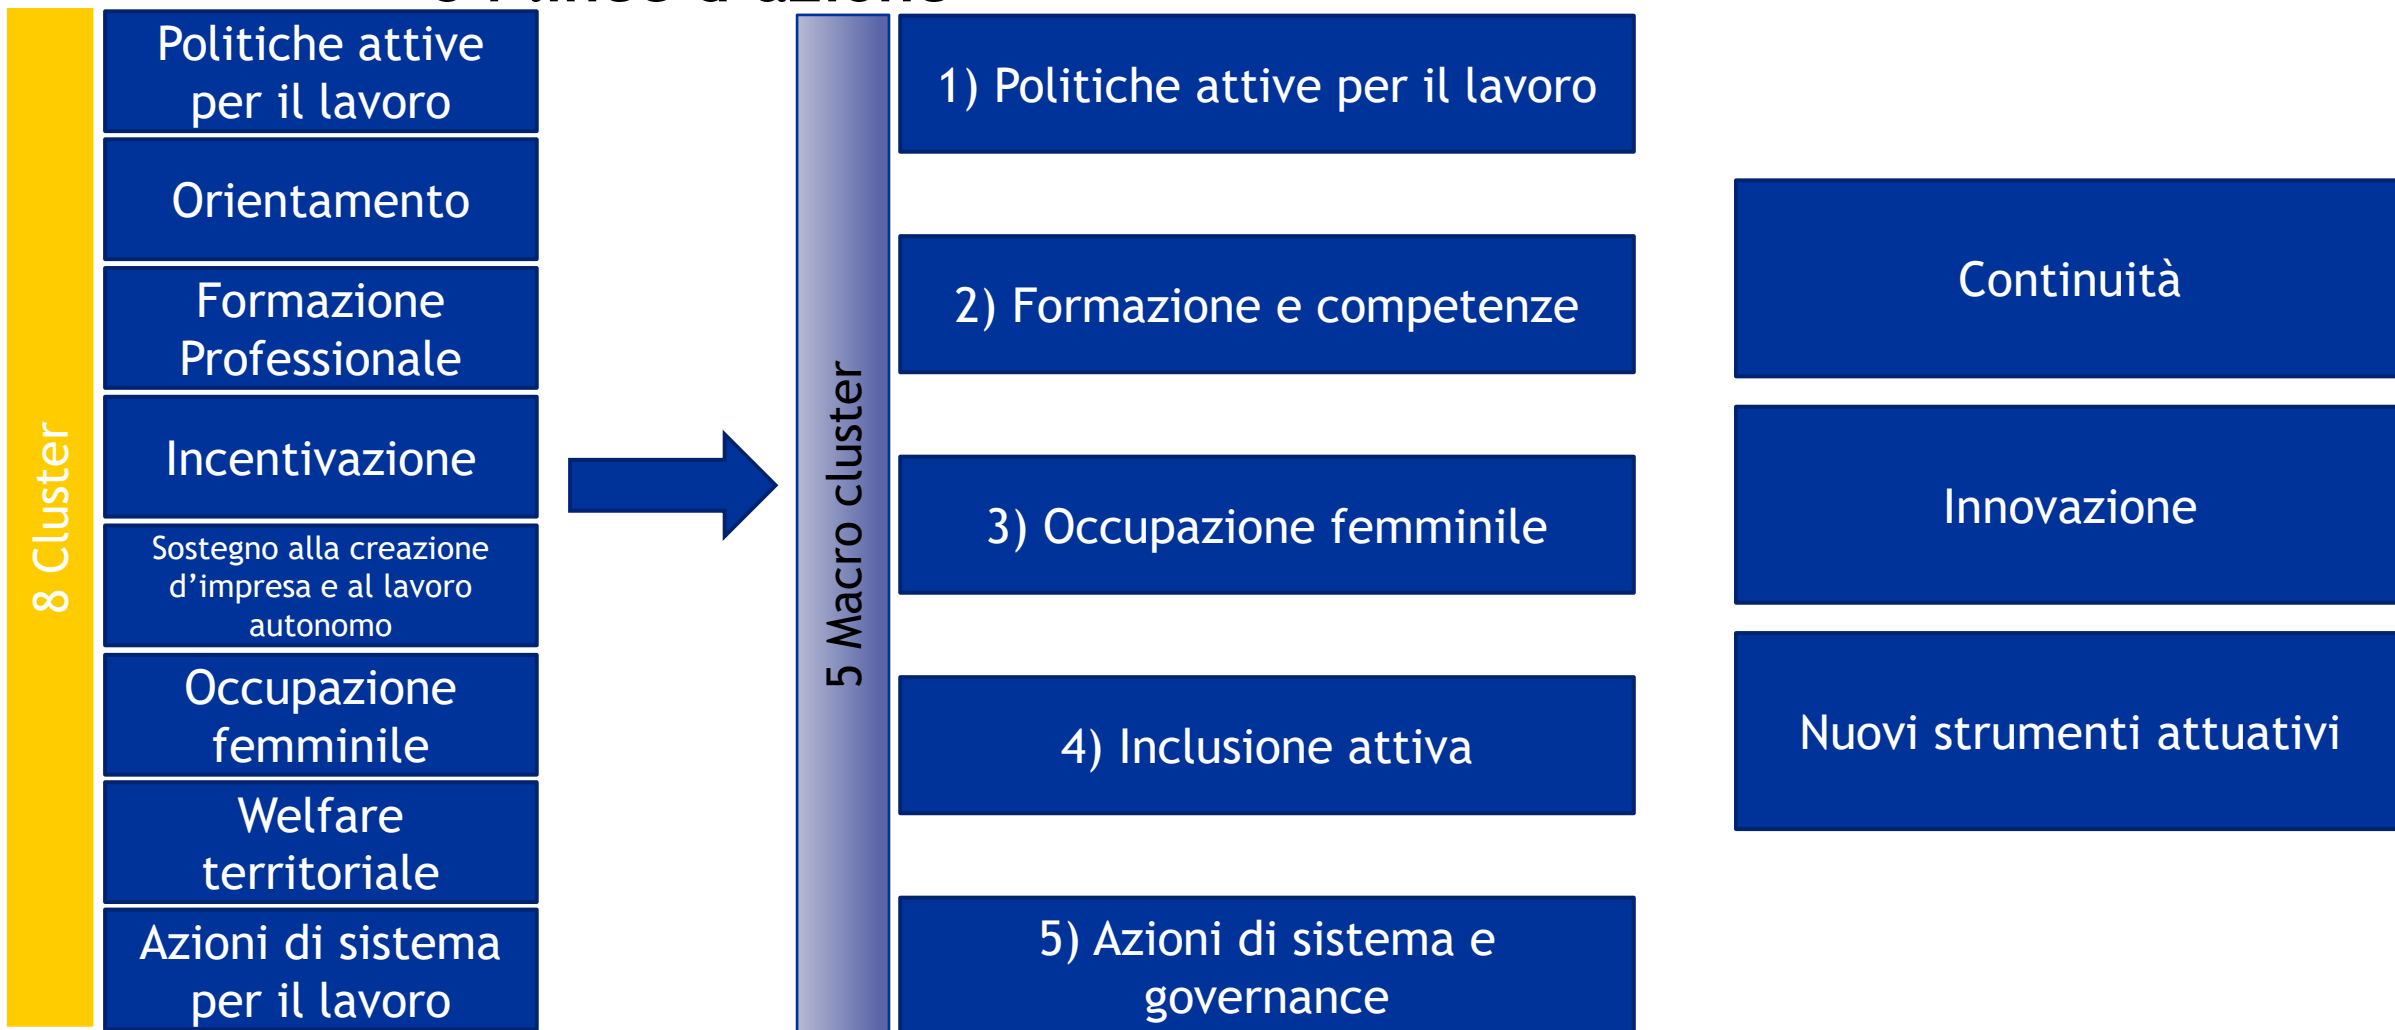 8 Cluster
Politiche attive
per il lavoro
Orientamento
Formazione
Professionale
Incentivazione
Sostegno alla creazione
d’impresa e al lavoro
autonomo
Occupazione
femminile
Welfare
territoriale
Azioni di sistema
per il lavoro
5 Macro cluster
1) Politiche attive per il lavoro
2) Formazione e competenze
3) Occupazione femminile
4) Inclusione attiva
5) Azioni di sistema e
governance
Continuità
Innovazione
Nuovi strumenti attuativi